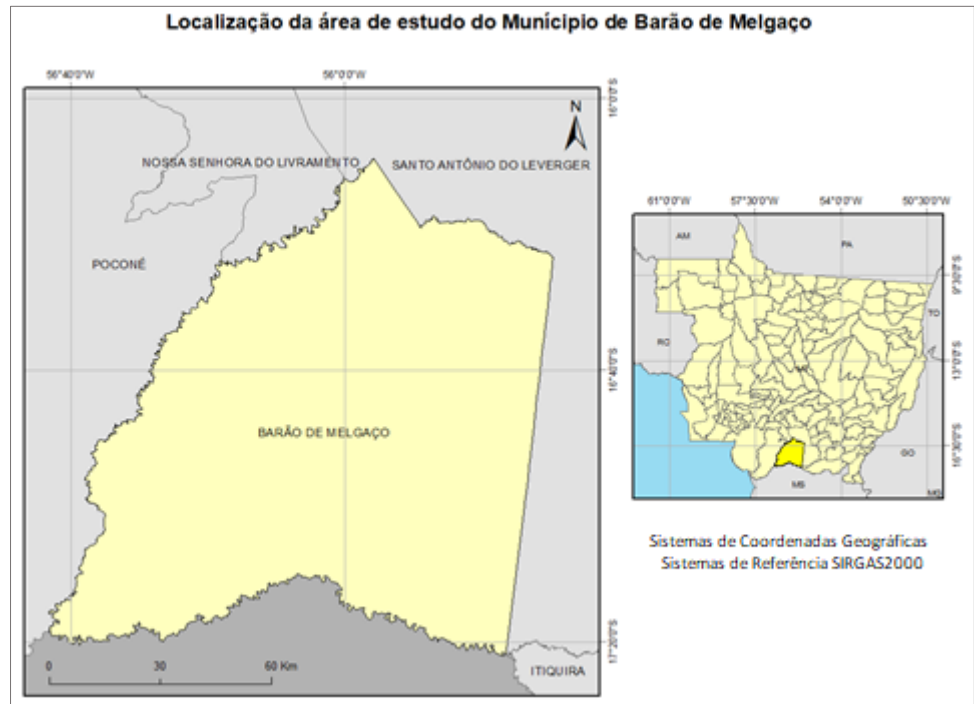 Localização da área de estudo do Munícipio de Barão de Melgaço
56°40'0"W
56°0'0"W
16°0'0"S
N
NOSSA SENHORA DO LIVRAMENTO
SANTO ANTÔNIO DO LEVERGER
POCONÉ
16°40'0"S
BARÃO DE MELGAÇO
17°20'0"S
0 30 60 Km
ITIQUIRA
61°0'0"W
57°30'0"W
54°0'0"W
50°30'0"W
AM
PA
9°30'0"S
TO
RO
13°0'0"S
MT
16°30'0"S
GO
MS
MG
Sistemas de Coordenadas Geográficas
Sistemas de Referência SIRGAS2000